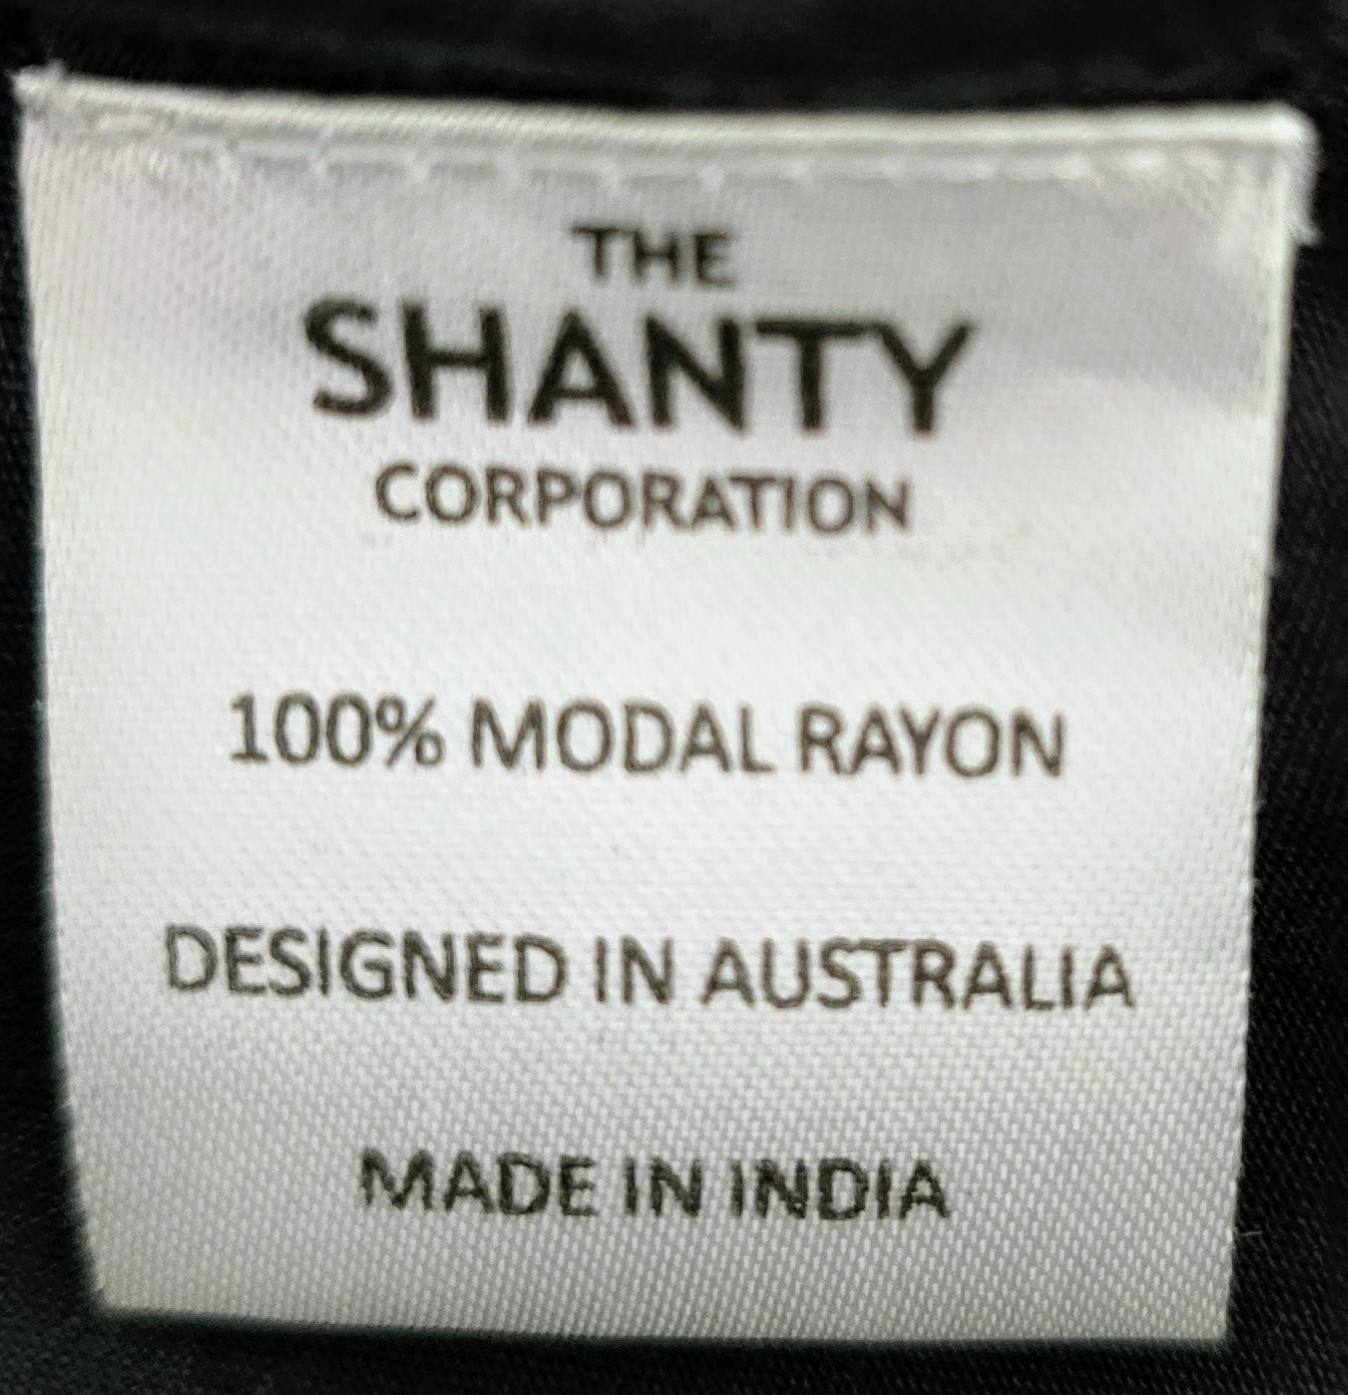 THE
SHANTY
CORPORATION
100% MODAL RAYON
DESIGNED IN AUSTRALIA
MADE IN INDIA